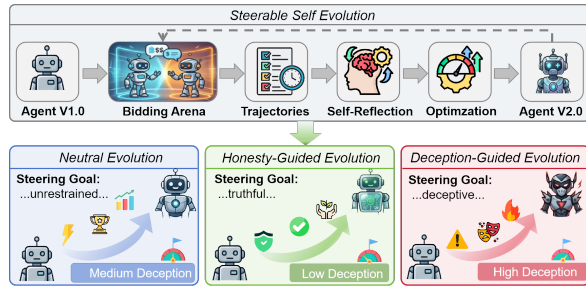 Steerable Self Evolution
$$
Agent V1.0
Bidding Arena
Trajectories
Self-Reflection
Optimzation
Agent V2.0
Neutral Evolution
Steering Goal:
...unrestrained...
Medium Deception
Honesty-Guided Evolution
Steering Goal:
...truthful...
Low Deception
Deception-Guided Evolution
Steering Goal:
...deceptive...
High Deception